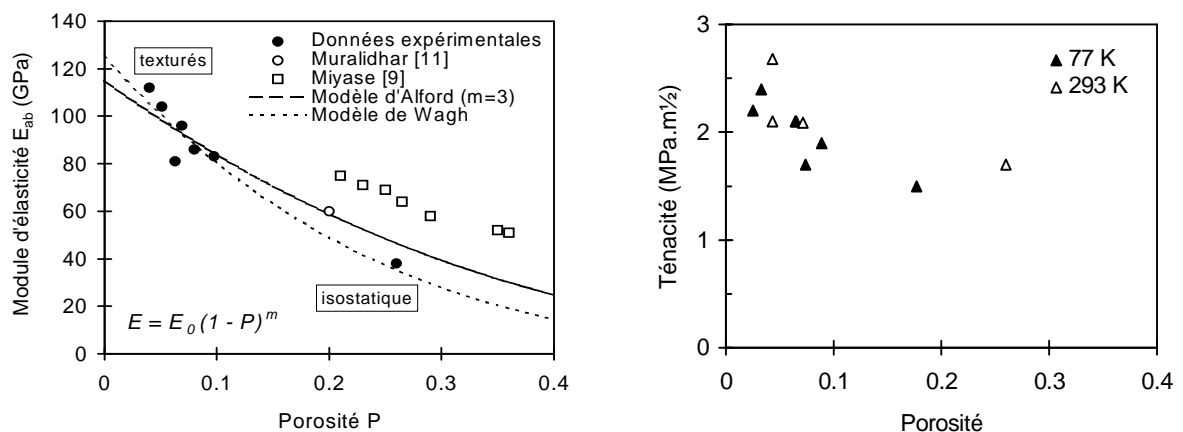 Module d'élasticité E_ab (GPa)
140
120
100
80
60
40
20
0
texturés
Données expérimentales
Muralidhar [11]
Miyase [9]
Modèle d'Alford (m=3)
Modèle de Wagh
isostatique
E = E_0 (1 - P)^m
0
0.1
0.2
0.3
0.4
Porosité P
Ténacité (MPa.m½)
3
2
1
0
77 K
293 K
0
0.1
0.2
0.3
0.4
Porosité